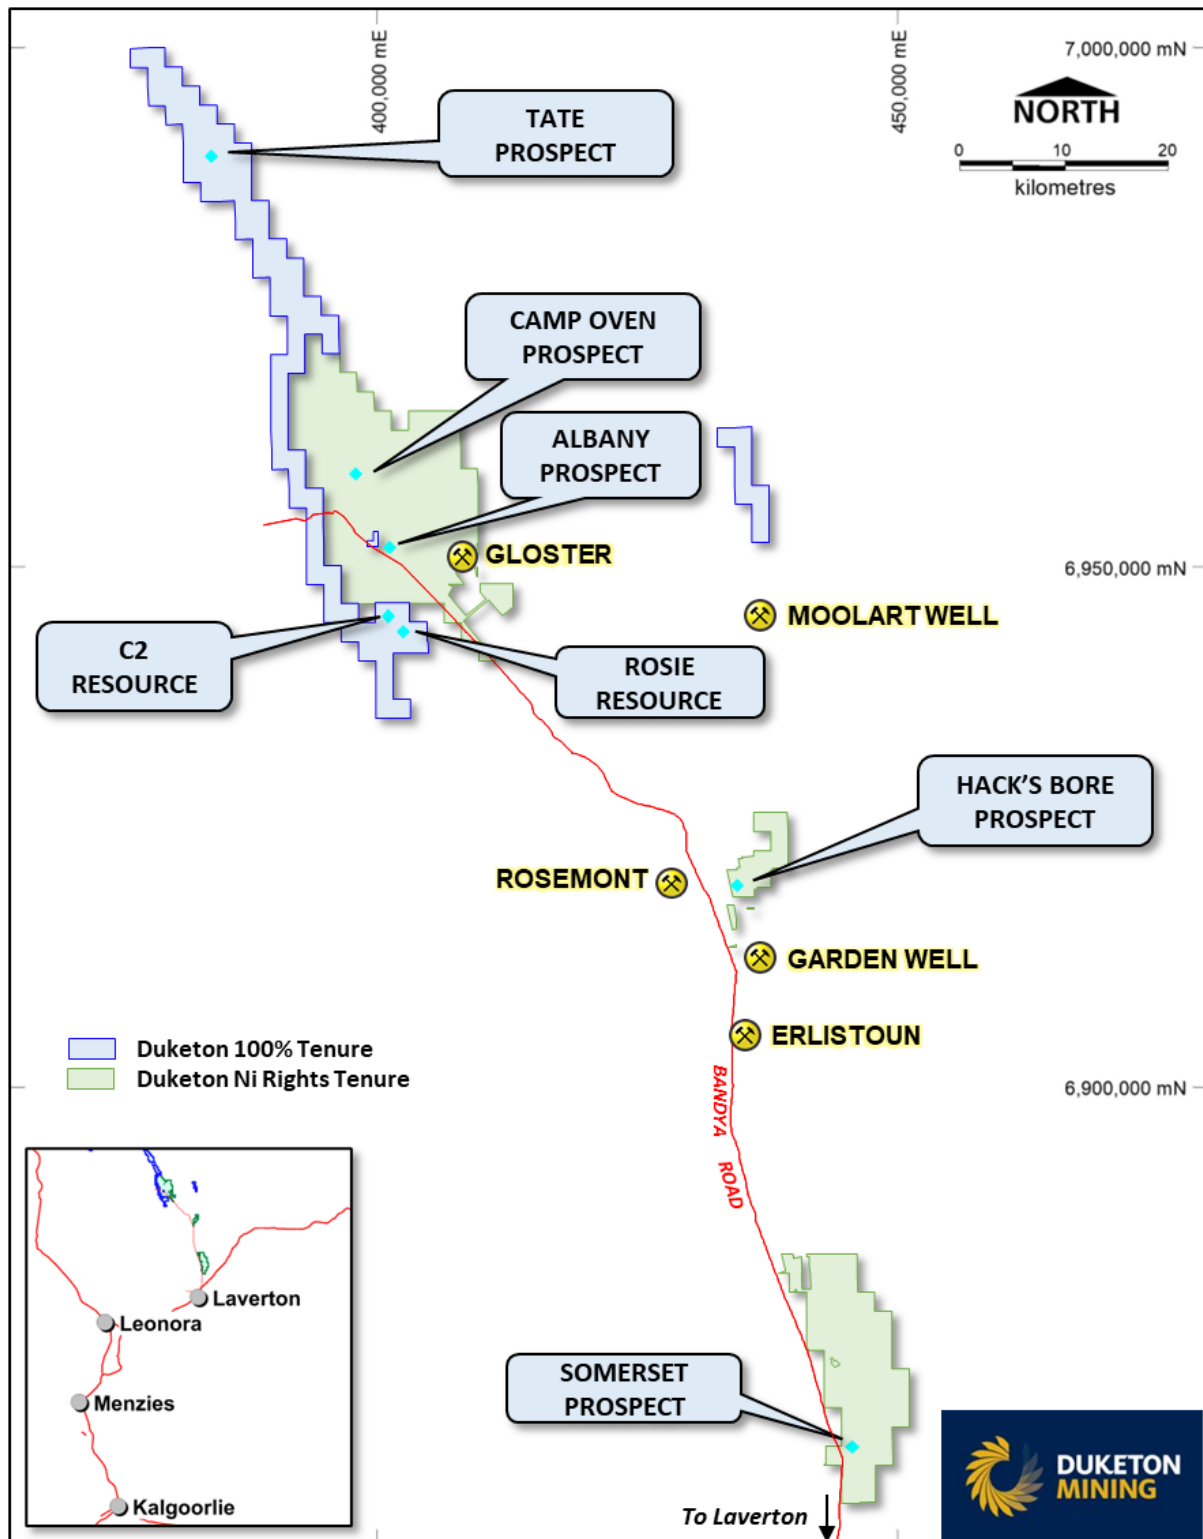 400,000 mE
450,000 mE
7,000,000 mN
NORTH
0 10 20
kilometres
TATE
PROSPECT
CAMP OVEN
PROSPECT
ALBANY
PROSPECT
GLOSTER
6,950,000 mN
MOOLART WELL
C2
RESOURCE
ROSIE
RESOURCE
HACK'S BORE
PROSPECT
ROSEMONT
GARDEN WELL
ERLISTOUN
Duketon 100% Tenure
Duketon Ni Rights Tenure
6,900,000 mN
BANDYA ROAD
Laverton
Leonora
Menzies
Kalgoorlie
SOMERSET
PROSPECT
To Laverton
DUKETON
MINING